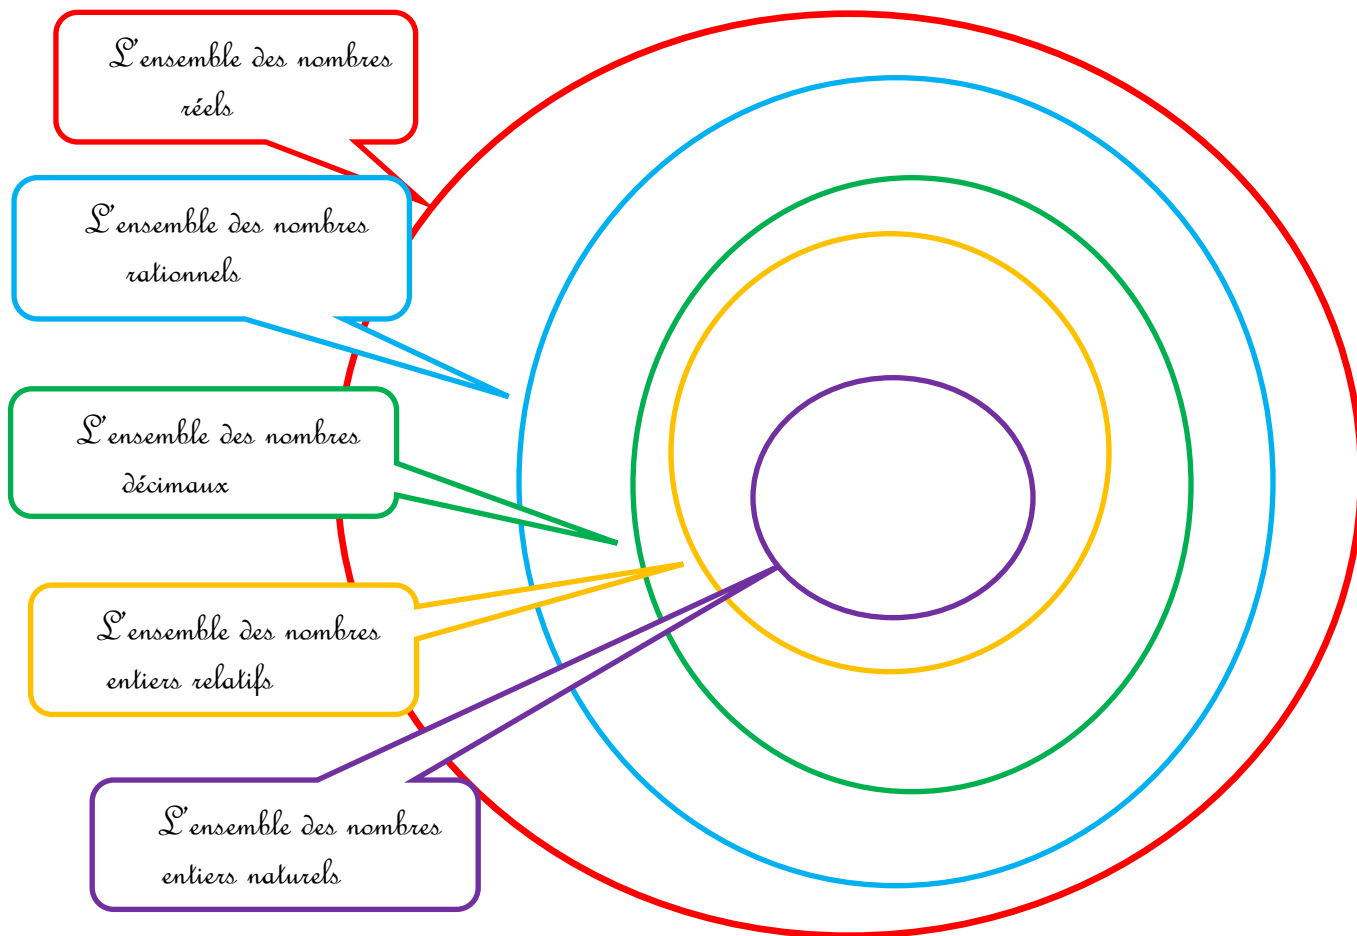 L'ensemble des nombres
réels
L'ensemble des nombres
rationnels
L'ensemble des nombres
décimaux
L'ensemble des nombres
entiers relatifs
L'ensemble des nombres
entiers naturels